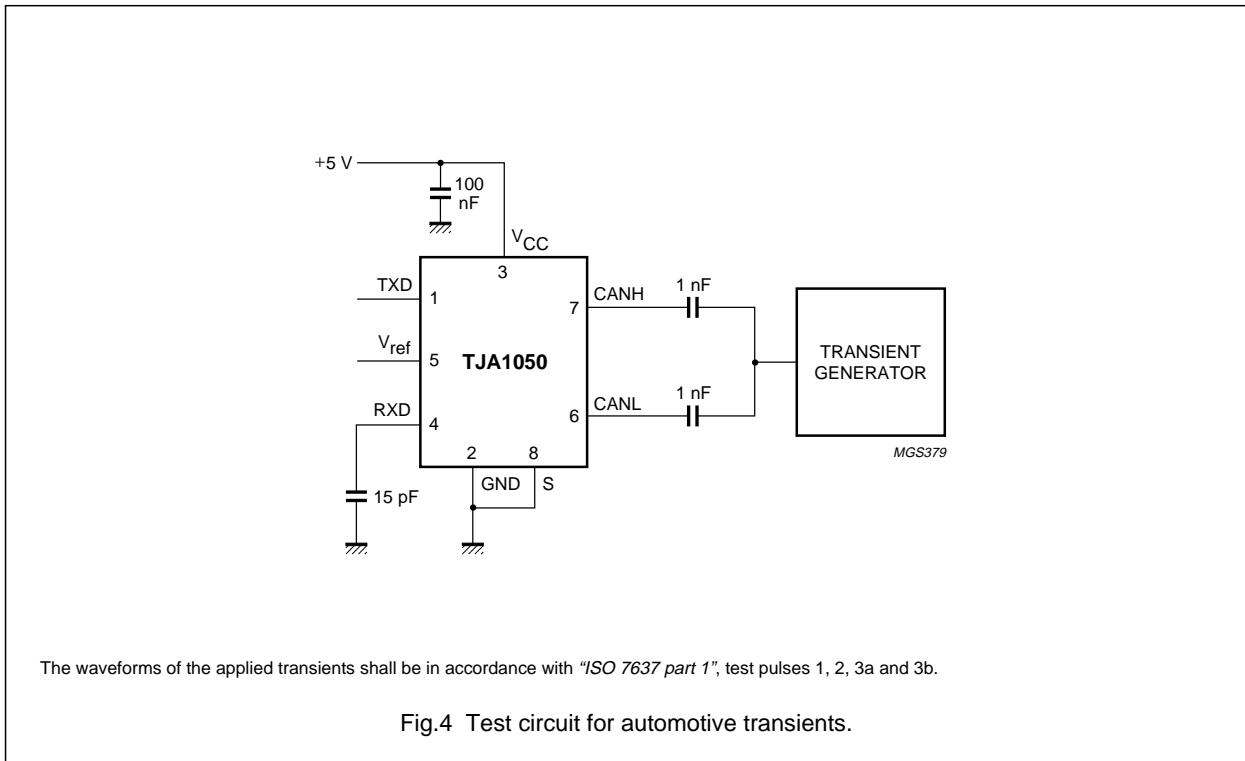 +5 V
100
nF
VCC
3
TXD
1
CANH
1 nF
7
Vref
5
TJA1050
TRANSIENT
GENERATOR
RXD
4
CANL
1 nF
6
MGS379
2
8
GND
S
15 pF
The waveforms of the applied transients shall be in accordance with “ISO 7637 part 1”, test pulses 1, 2, 3a and 3b.
Fig.4 Test circuit for automotive transients.